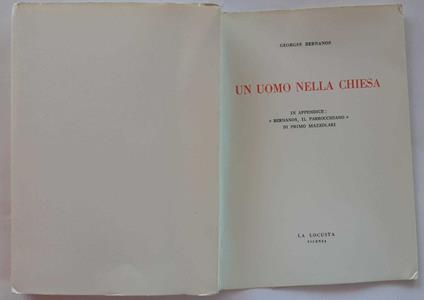 GEORGES BERNANOS
UN UOMO NELLA CHIESA
IN APPENDICE:
« BERNANOS, IL PARROCCHIANO »
DI PRIMO MAZZOLARI
LA LOCUSTA
VICENZA